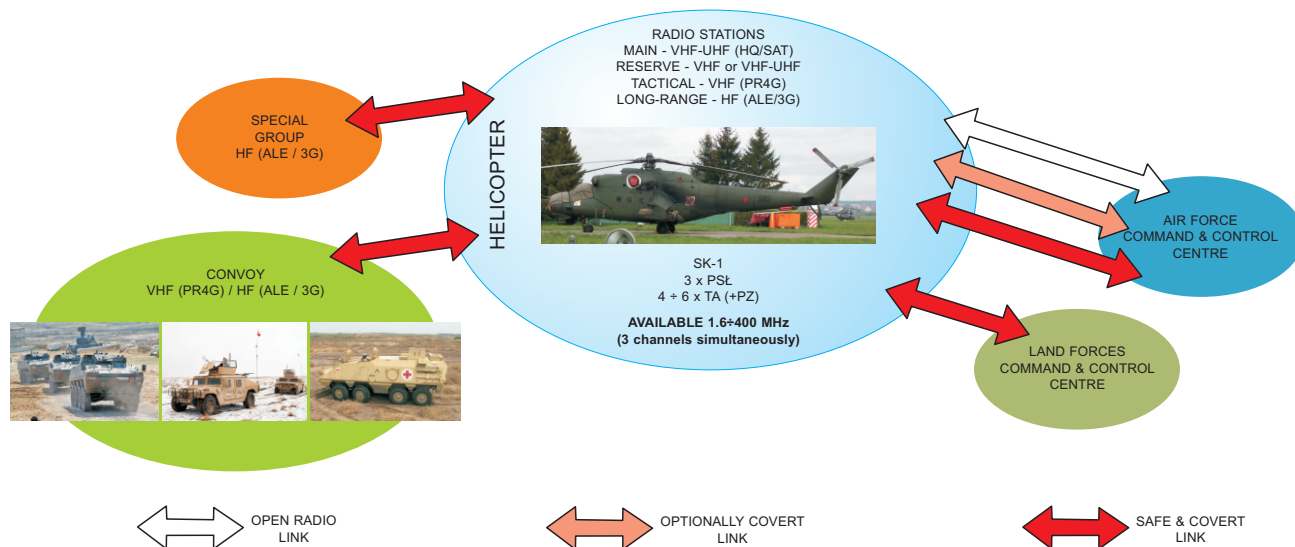 RADIO STATIONS
MAIN - VHF-UHF (HQ/SAT)
RESERVE - VHF or VHF-UHF
TACTICAL - VHF (PR4G)
LONG-RANGE - HF (ALE/3G)
SPECIAL
GROUP
HF (ALE / 3G)
HELICOPTER
AIR FORCE
COMMAND & CONTROL
CENTRE
CONVOY
VHF (PR4G) / HF (ALE / 3G)
SK-1
3 x PSŁ
4 ÷ 6 x TA (+PZ)
AVAILABLE 1.6÷400 MHz
(3 channels simultaneously)
LAND FORCES
COMMAND & CONTROL
CENTRE
OPEN RADIO
LINK
OPTIONALLY COVERT
LINK
SAFE & COVERT
LINK